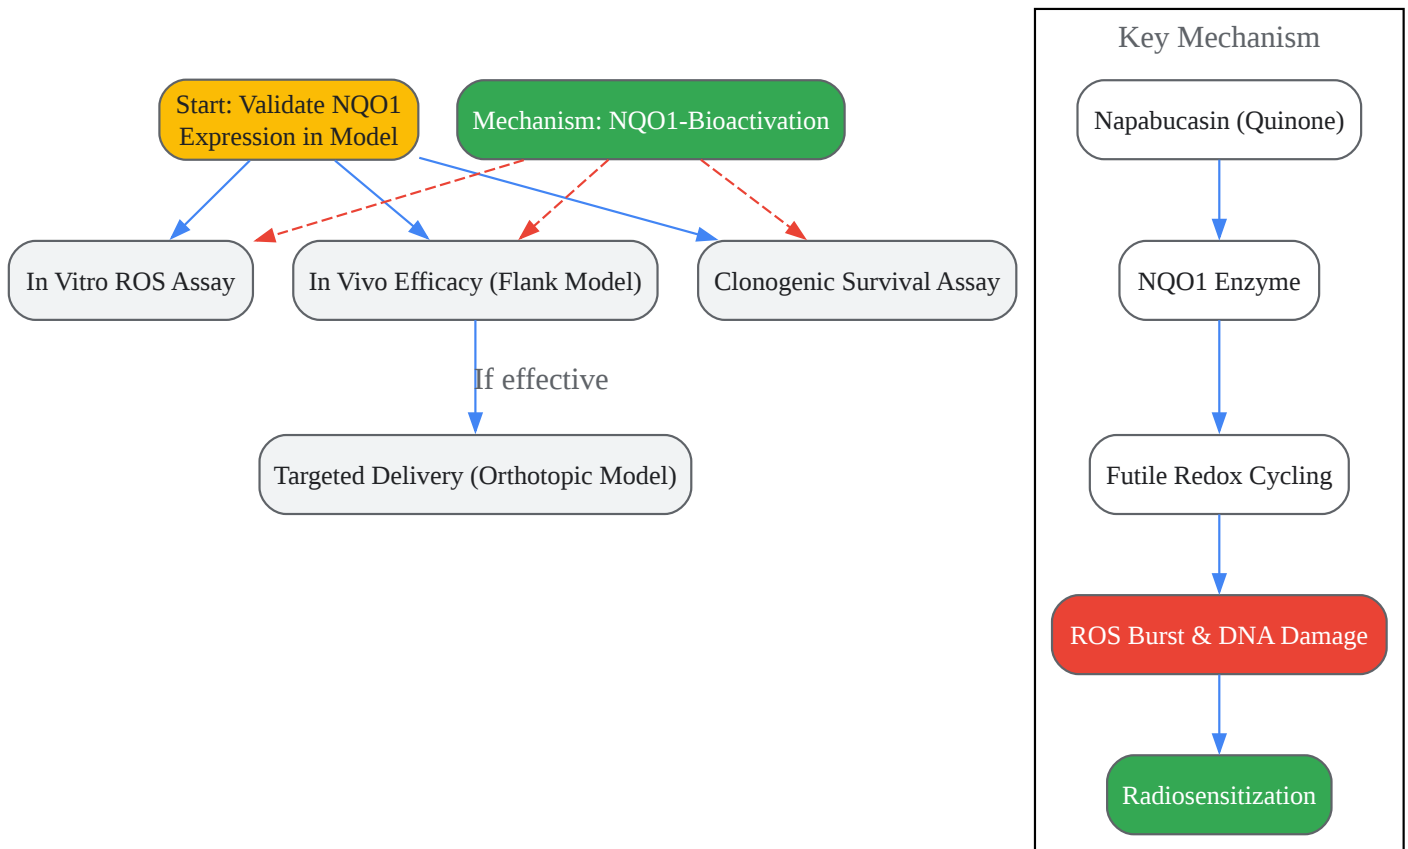 Key Mechanism
Start: Validate NQO1
Expression in Model
Mechanism: NQO1-Bioactivation
Napabucasin (Quinone)
In Vitro ROS Assay
In Vivo Efficacy (Flank Model)
Clonogenic Survival Assay
NQO1 Enzyme
If effective
Targeted Delivery (Orthotopic Model)
Futile Redox Cycling
ROS Burst & DNA Damage
Radiosensitization